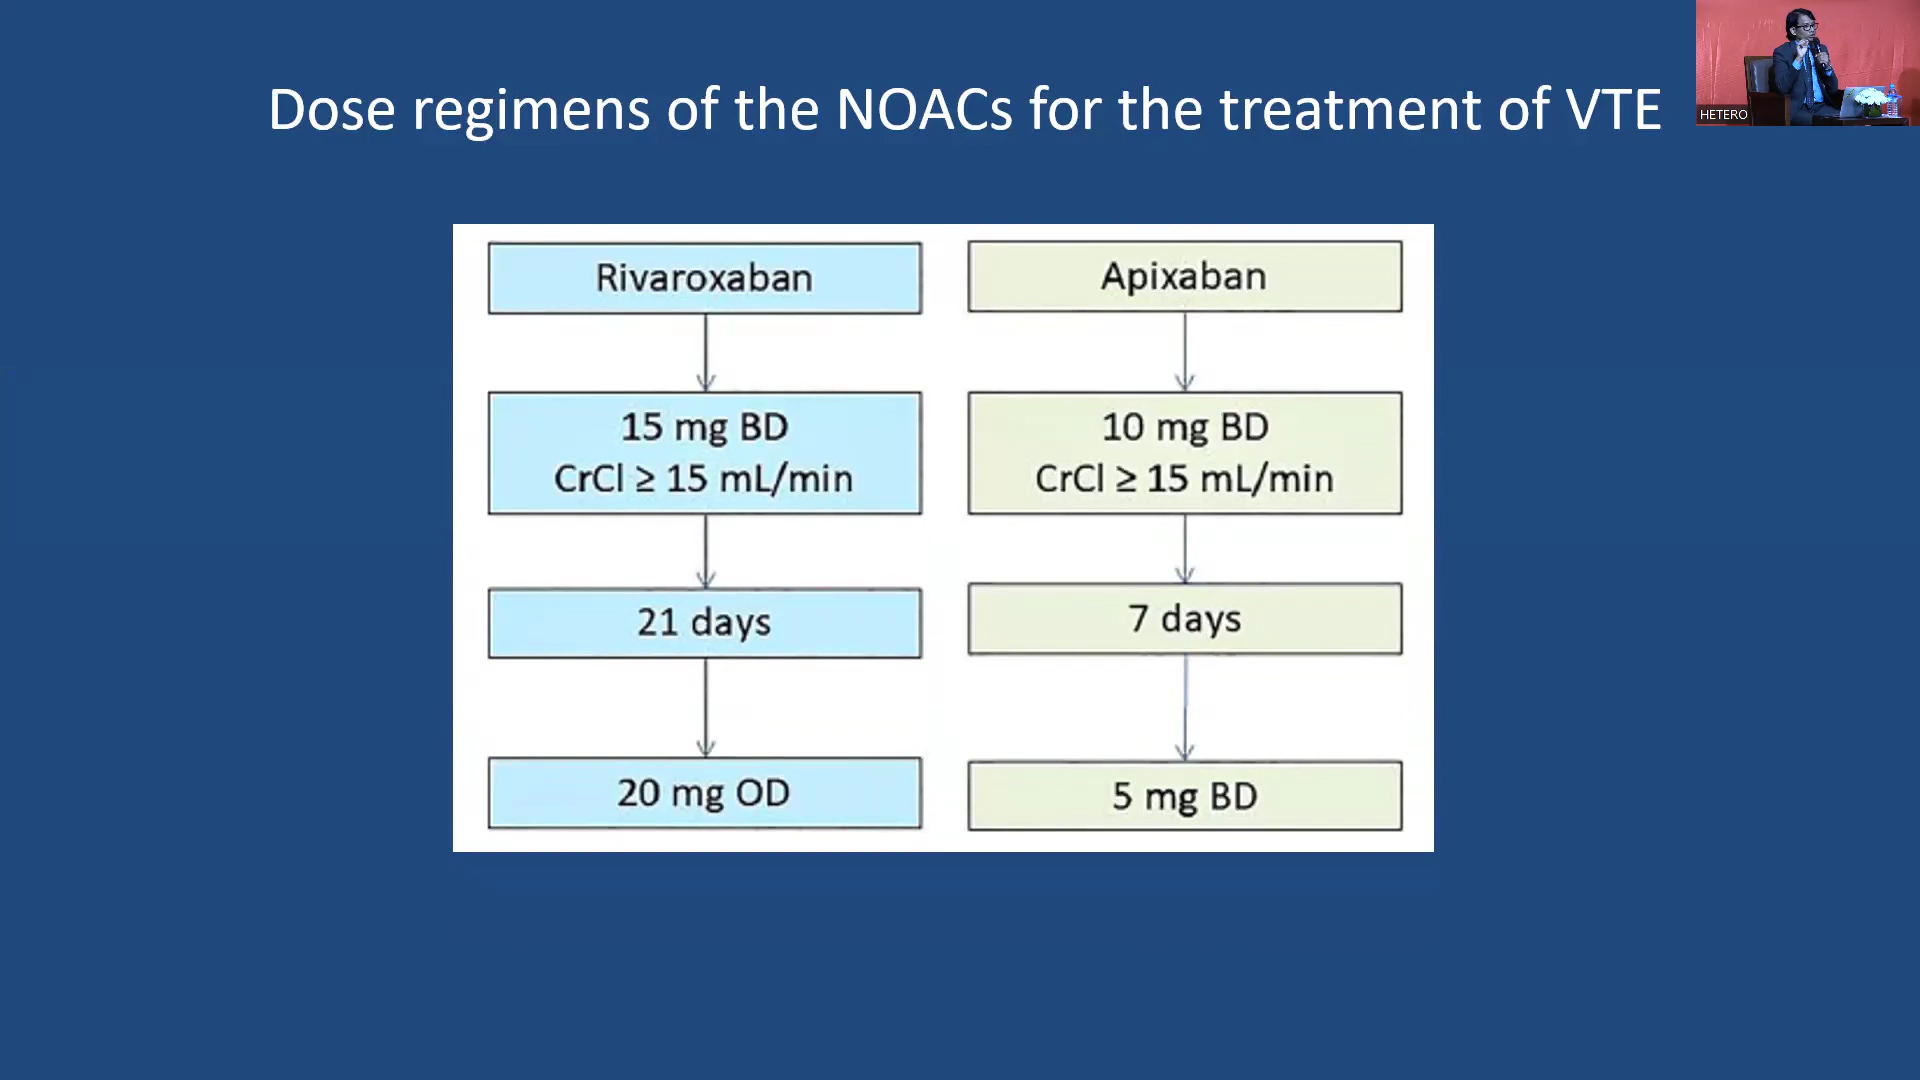 Dose regimens of the NOACs for the treatment of VTE
HETERO
Rivaroxaban
15 mg BD
CrCl ≥ 15 mL/min
21 days
20 mg OD
Apixaban
10 mg BD
CrCl ≥ 15 mL/min
7 days
5 mg BD